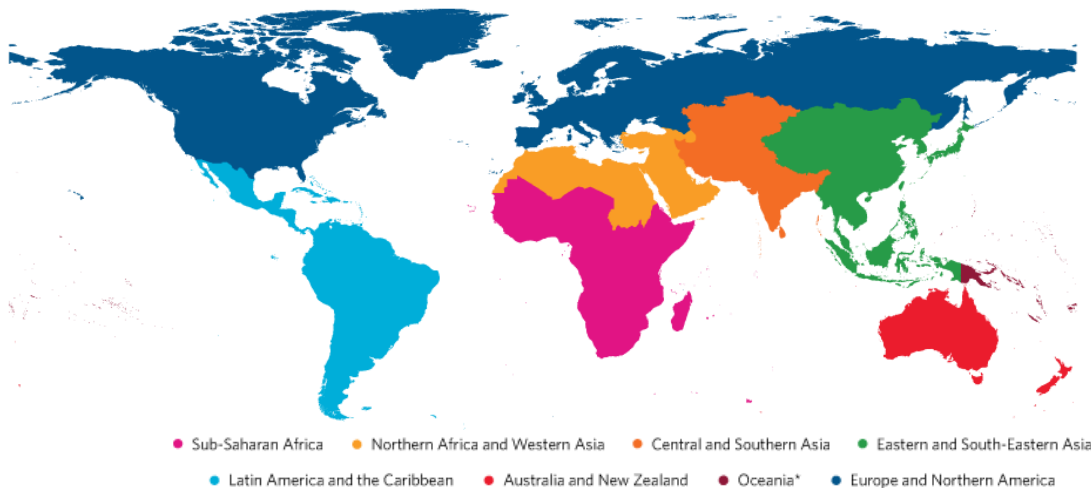 Sub-Saharan Africa Northern Africa and Western Asia Central and Southern Asia Eastern and South-Eastern Asia
Latin America and the Caribbean Australia and New Zealand Oceania* Europe and Northern America